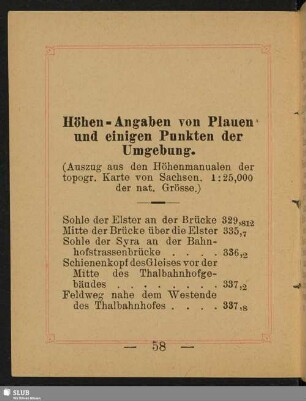 Höhen-Angaben von Plauen
und einigen Punkten der
Umgebung.
(Auszug aus den Höhenmanualen der
topogr. Karte von Sachsen. 1:25,000
der nat. Grösse.)
Sohle der Elster an der Brücke 329,812
Mitte der Brücke über die Elster 335,7
Sohle der Syra an der Bahn-
hofstrassenbrücke . . . . 336,2
Schienenkopf des Gleises vor der
Mitte des Thalbahnhofge-
bäudes . . . . . . . . 337,2
Feldweg nahe dem Westende
des Thalbahnhofes . . . . 337,8
— 58 —
SLUB